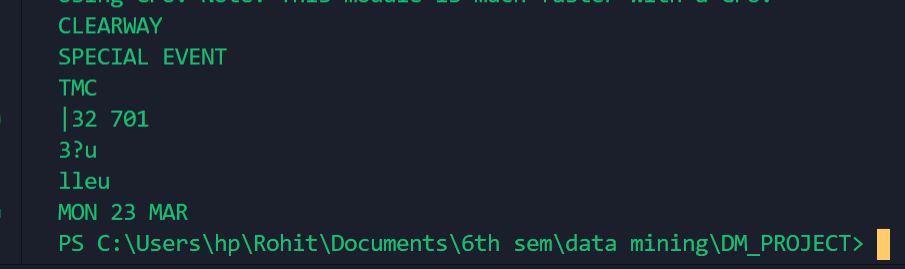 CLEARWAY
SPECIAL EVENT
TMC
|32 701
3?u
lleu
MON 23 MAR
PS C:\Users\hp\Rohit\Documents\6th sem\data mining\DM_PROJECT>